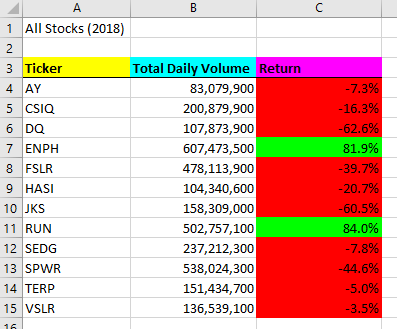 A B C
1 All Stocks (2018)
2
3 Ticker Total Daily Volume Return
4 AY 83,079,900 -7.3%
5 CSIQ 200,879,900 -16.3%
6 DQ 107,873,900 -62.6%
7 ENPH 607,473,500 81.9%
8 FSLR 478,113,900 -39.7%
9 HASI 104,340,600 -20.7%
10 JKS 158,309,000 -60.5%
11 RUN 502,757,100 84.0%
12 SEDG 237,212,300 -7.8%
13 SPWR 538,024,300 -44.6%
14 TERP 151,434,700 -5.0%
15 VSLR 136,539,100 -3.5%